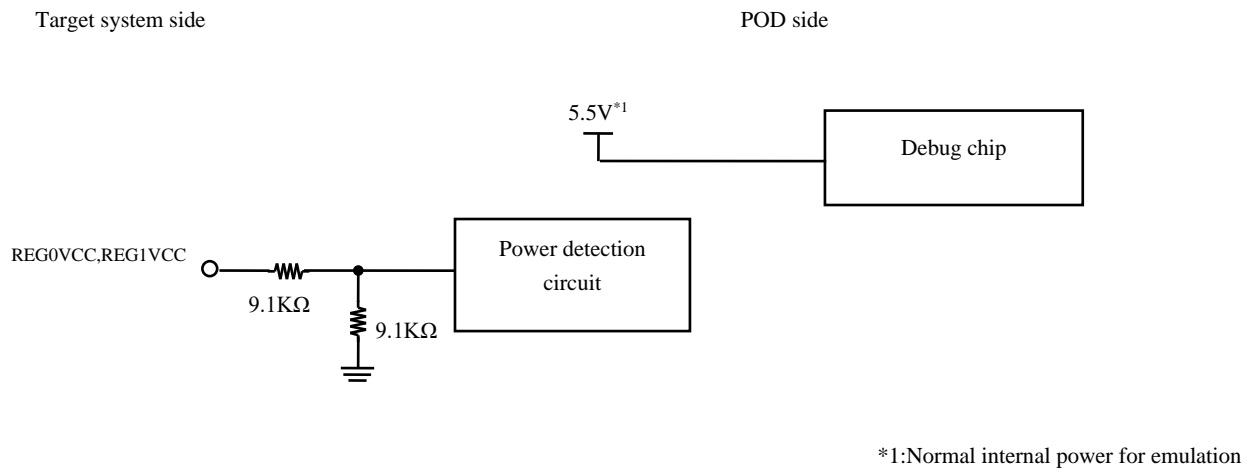 Target system side
POD side
5.5V*1
Debug chip
Power detection
circuit
REG0VCC,REG1VCC
9.1KΩ
9.1KΩ
*1:Normal internal power for emulation